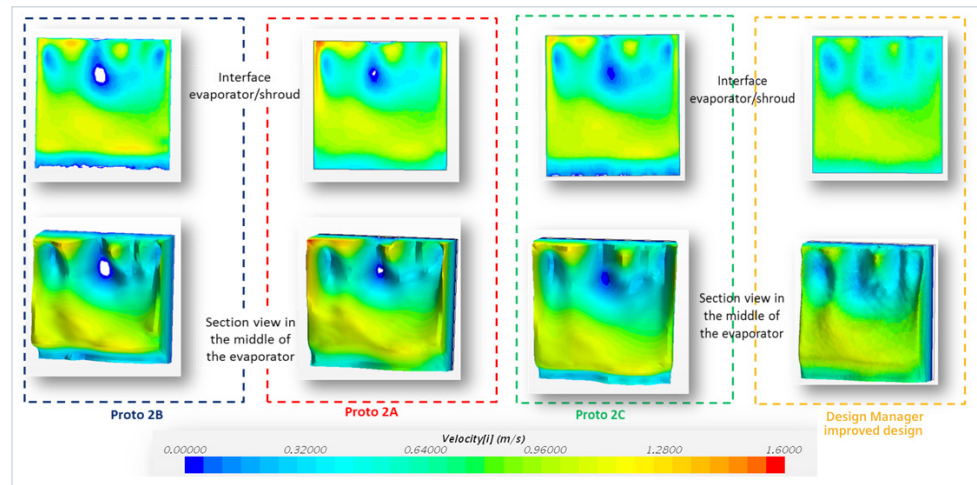 Interface
evaporator/shroud
Interface
evaporator/shroud
Section view in
the middle of
the evaporator
Section view in
the middle of
the evaporator
Proto 2B
Proto 2A
Proto 2C
Design Manager
improved design
Velocity[i] (m/s)
0.00000 0.32000 0.64000 0.96000 1.2800 1.6000